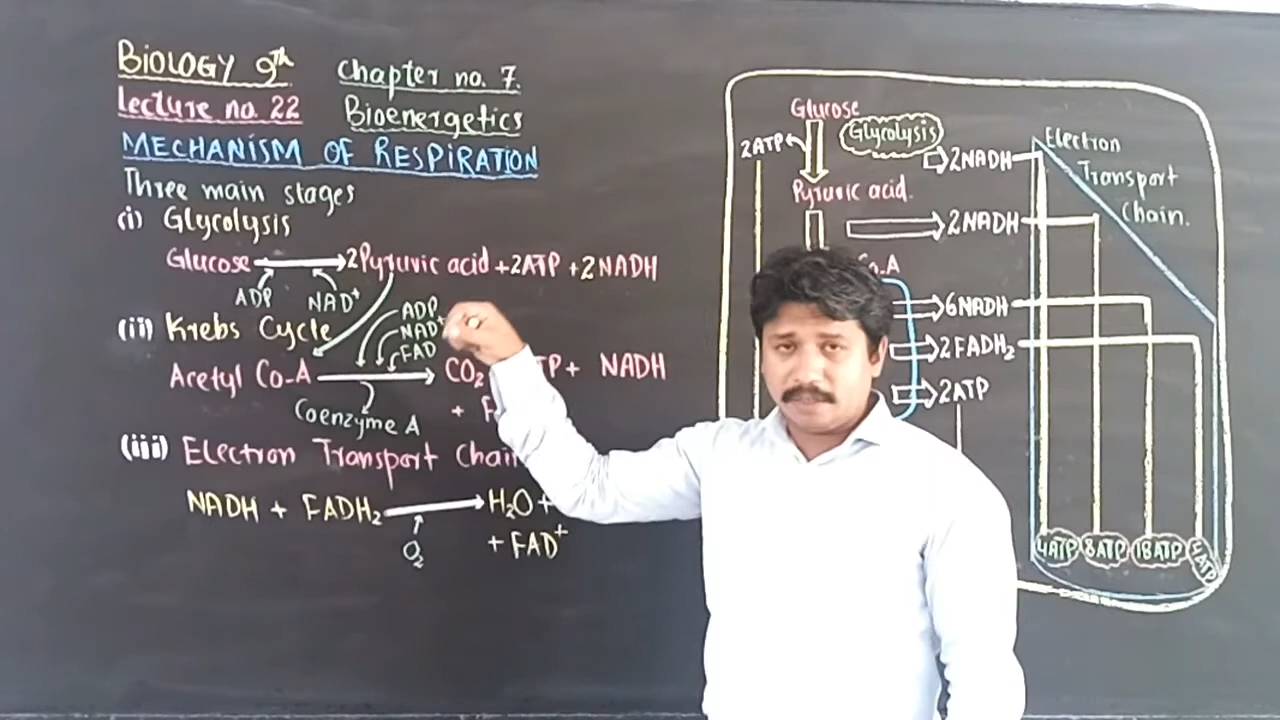 BIOLOGY 9th
chapter no. 7.
Lecture no. 22
Bioenergetics
MECHANISM OF RESPIRATION
Three main stages
(i) Glycolysis
Glucose → 2Pyruvic acid + 2ATP + 2NADH
ADP NAD+
(ii) Krebs Cycle
ADP
NAD+
FAD
Acetyl Co-A → CO2 + NADH
Coenzyme A
+
(iii) Electron Transport Chain
NADH + FADH2 → H2O +
O2
+ FAD+
Glucose
2ATP
Glycolysis
2NADH
Pyruvic acid.
2NADH
Co-A
6NADH
2FADH2
2ATP
Electron
Transport
Chain.
4ATP 8ATP 18ATP 4ATP